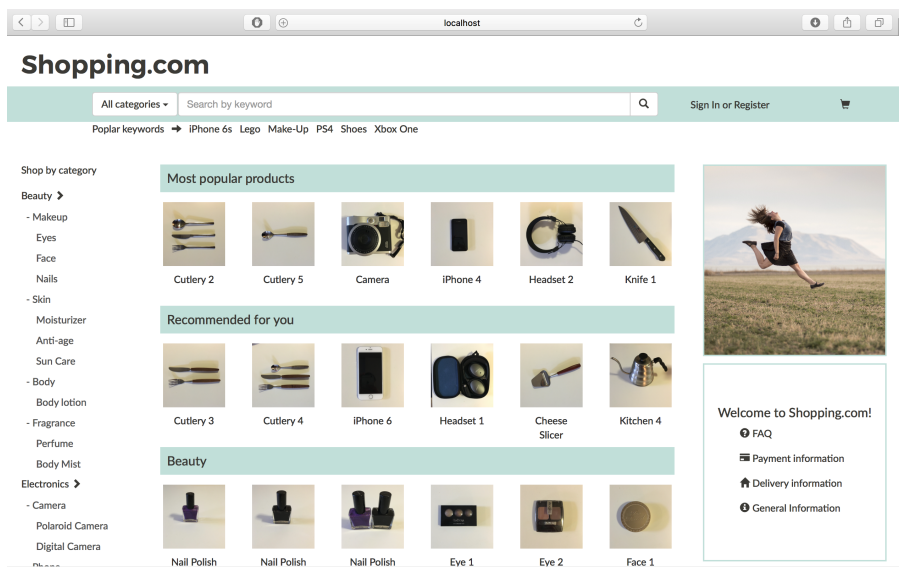 localhost
Shopping.com
All categories Search by keyword Sign In or Register
Poplar keywords → iPhone 6s Lego Make-Up PS4 Shoes Xbox One
Shop by category
Beauty
- Makeup
Eyes
Face
Nails
- Skin
Moisturizer
Anti-age
Sun Care
- Body
Body lotion
- Fragrance
Perfume
Body Mist
Electronics
- Camera
Polaroid Camera
Digital Camera
- Phone
Most popular products
Cutlery 2 Cutlery 5 Camera iPhone 4 Headset 2 Knife 1
Recommended for you
Cutlery 3 Cutlery 4 iPhone 6 Headset 1 Cheese Slicer Kitchen 4
Beauty
Nail Polish Nail Polish Nail Polish Eye 1 Eye 2 Face 1
Welcome to Shopping.com!
FAQ
Payment information
Delivery information
General Information